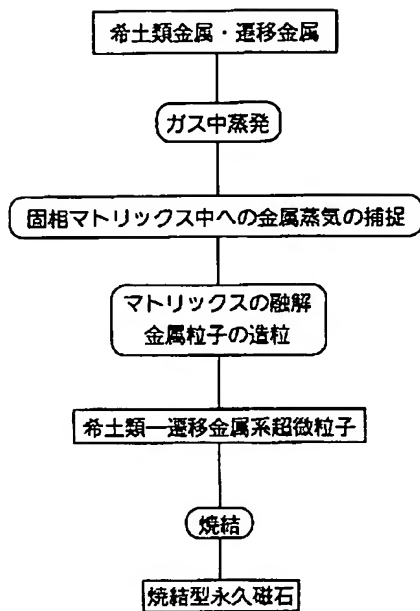 希土類金属・遷移金属
ガス中蒸発
固相マトリックス中への金属蒸気の捕捉
マトリックスの融解
金属粒子の造粒
希土類―遷移金属系超微粒子
焼結
焼結型永久磁石